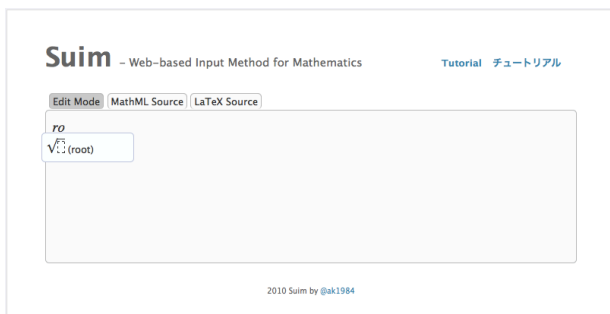 Suim – Web-based Input Method for Mathematics Tutorial チュートリアル
Edit Mode MathML Source LaTeX Source
ro
√ (root)
2010 Suim by @ak1984